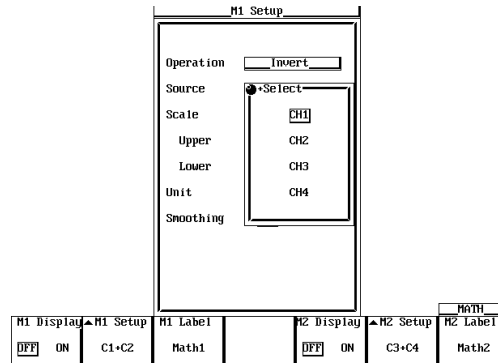 M1 Setup
Operation Invert
Source +Select
Scale CH1
Upper CH2
Lower CH3
Unit CH4
Smoothing
MATH
M1 Display M1 Setup M1 Label M2 Display M2 Setup M2 Label
OFF ON C1+C2 Math1 OFF ON C3+C4 Math2